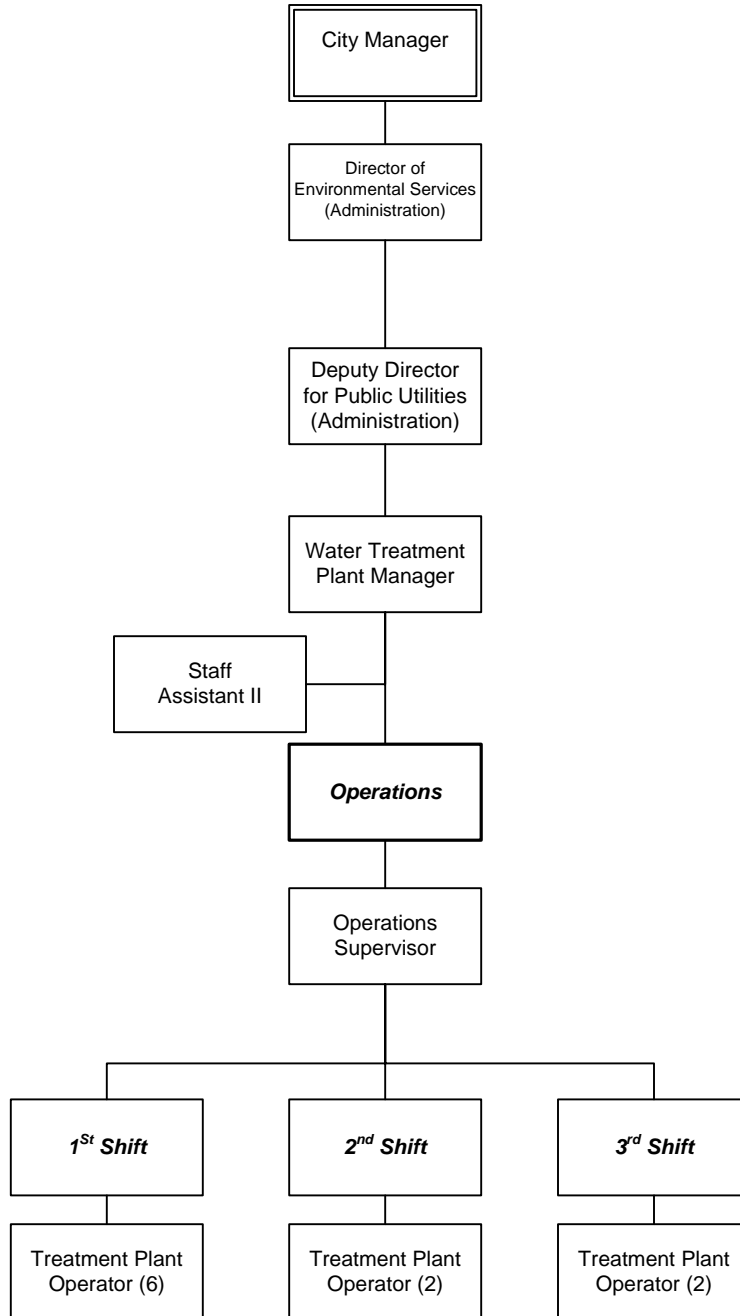 City Manager
Director of
Environmental Services
(Administration)
Deputy Director
for Public Utilities
(Administration)
Water Treatment
Plant Manager
Staff
Assistant II
Operations
Operations
Supervisor
1St Shift
2nd Shift
3rd Shift
Treatment Plant
Operator (6)
Treatment Plant
Operator (2)
Treatment Plant
Operator (2)